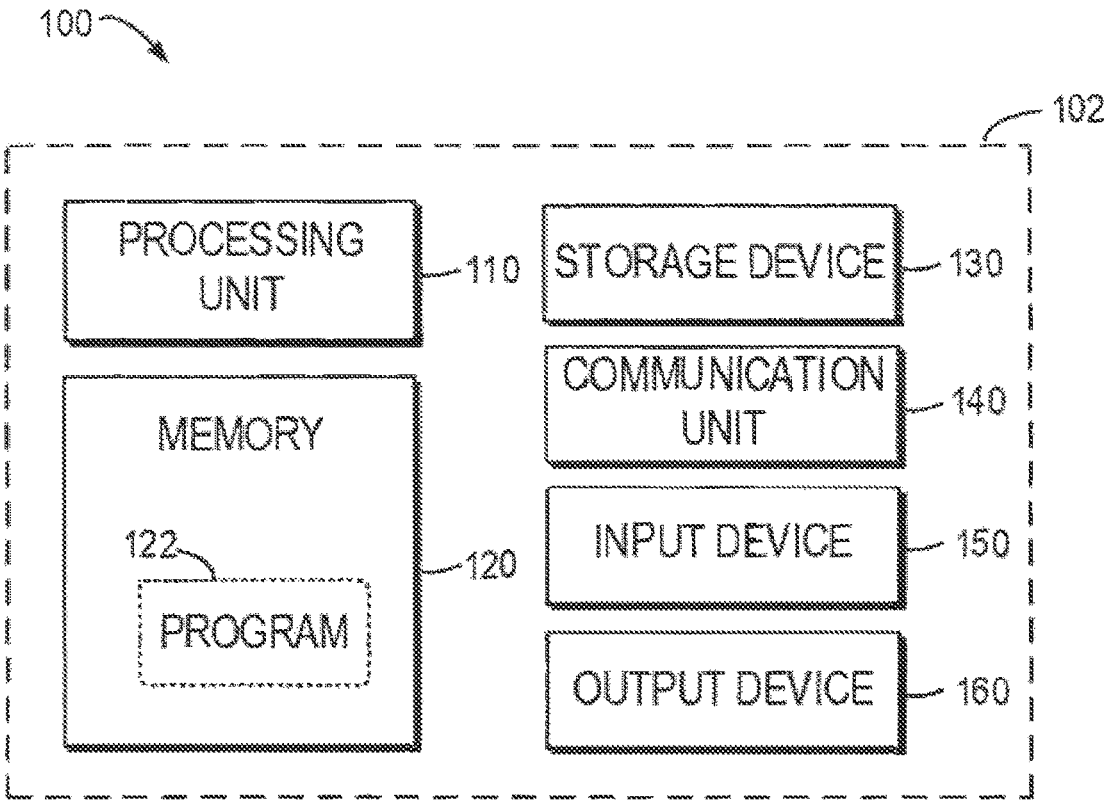 100
102
PROCESSING
UNIT
110
STORAGE DEVICE
130
COMMUNICATION
UNIT
140
MEMORY
120
122
PROGRAM
INPUT DEVICE
150
OUTPUT DEVICE
160